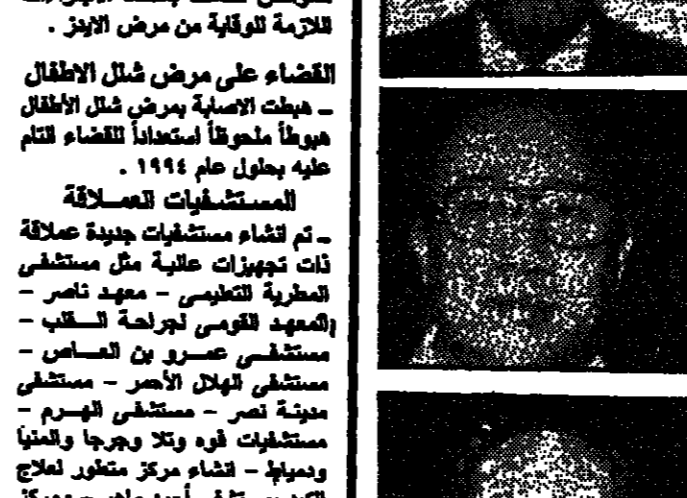 اللازمة للوقاية من مرض الايدز .
القضاء على مرض شلل الاطفال
ـ هبطت الاصابة بمرض شلل الأطفال
هبوطاً ملحوظاً استعداداً للقضاء التام
عليه بحلول عام ١٩٩٤ .
المستشفيات العملاقة
ـ تم انشاء مستشفيات جديدة عملاقة
ذات تجهيزات عالية مثل مستشفى
المطرية التعليمى – معهد ناصر –
والمعهد القومى لجراحة القلب –
مستشفى عمرو بن العاص –
مستشفى الهلال الأحمر – مستشفى
مدينة نصر – مستشفى الهرم –
مستشفيات فوه وتلا وجرجا والمنيا
ودمياط – انشاء مركز متطور لعلاج